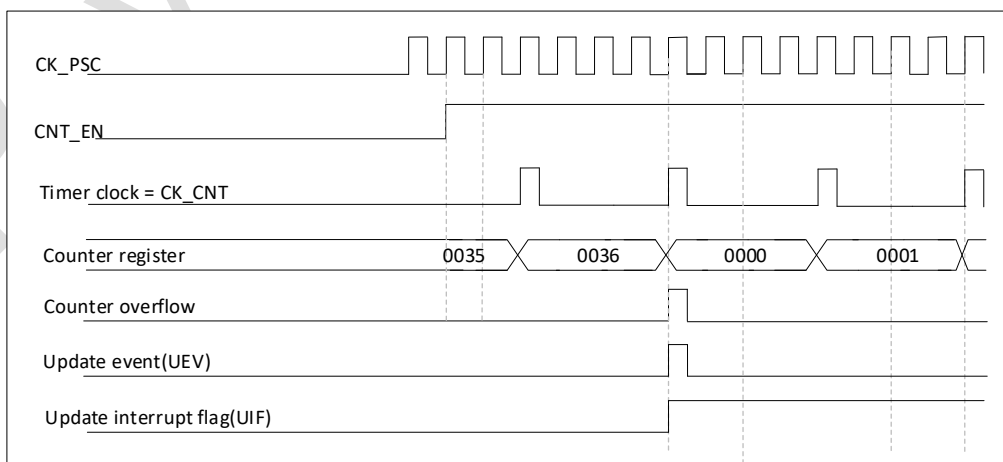 CK_PSC
CNT_EN
Timer clock = CK_CNT
Counter register 0035 0036 0000 0001
Counter overflow
Update event(UEV)
Update interrupt flag(UIF)